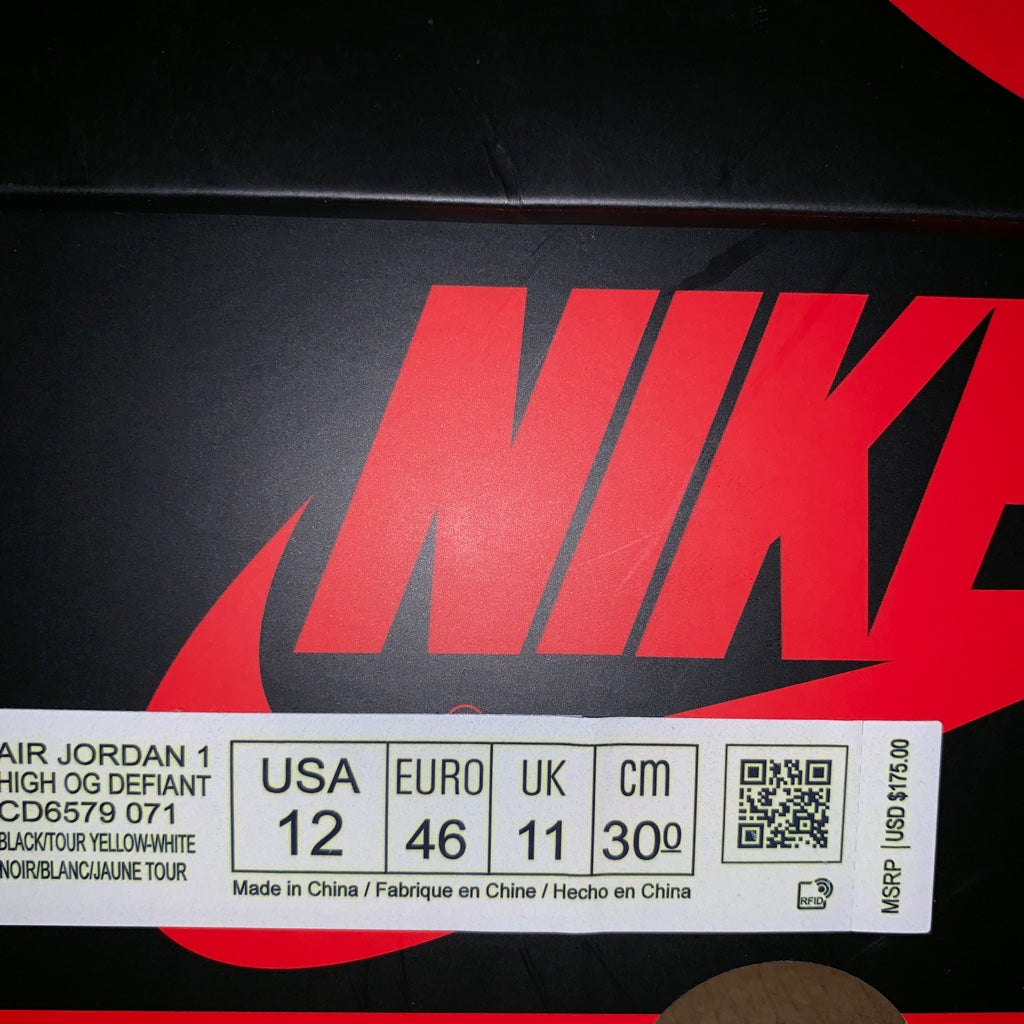 NIKE
AIR JORDAN 1
HIGH OG DEFIANT
CD6579 071
BLACK/TOUR YELLOW-WHITE
NOIR/BLANC/JAUNE TOUR
USA EURO UK CM
12 46 11 300
Made in China / Fabrique en Chine / Hecho en China
RFID
MSRP | USD $175.00